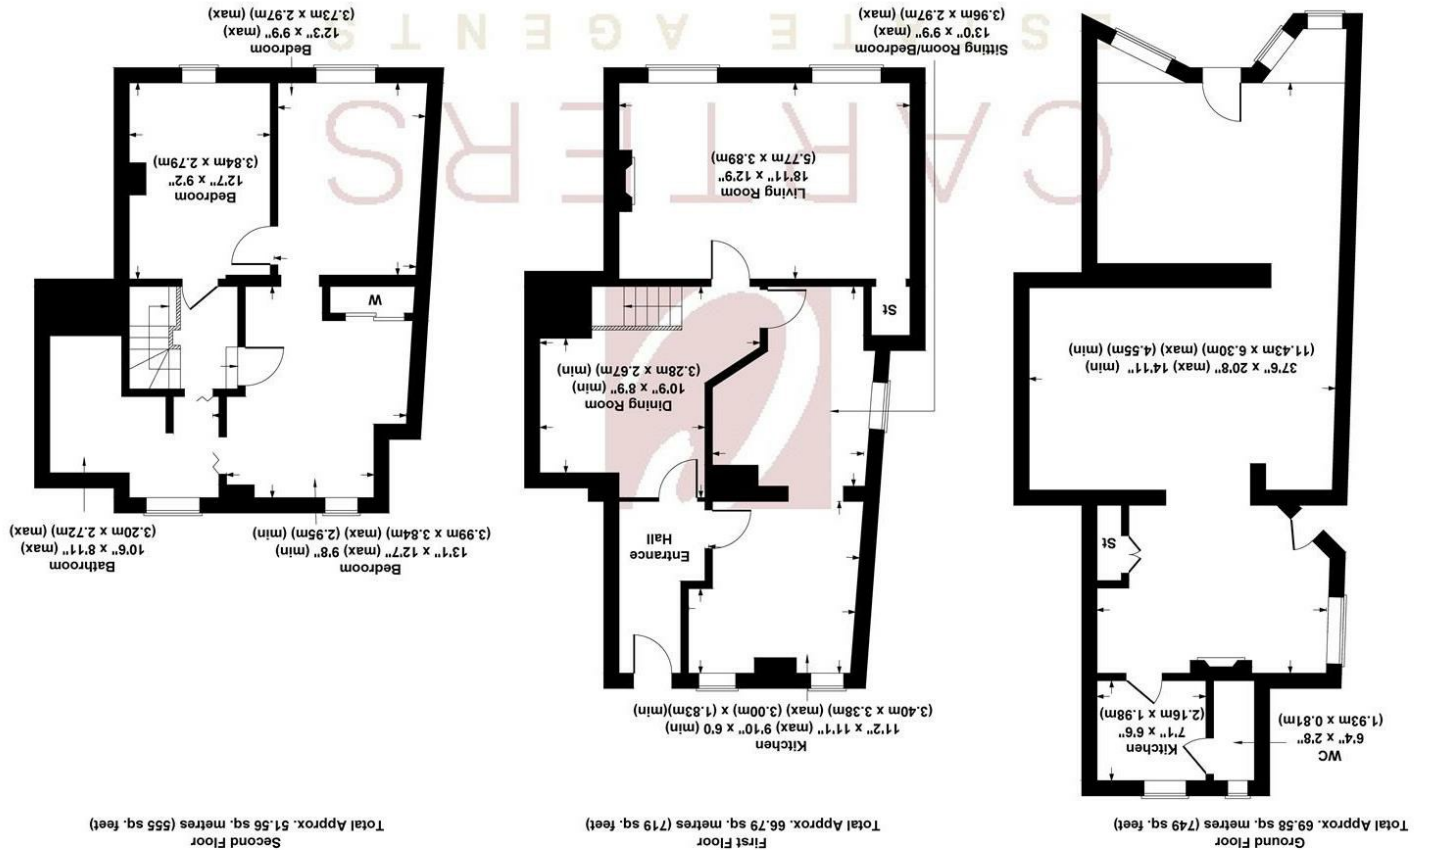 Ground Floor
Total Approx. 69.58 sq. metres (749 sq. feet)
WC
6'4" x 2'8"
(1.93m x 0.81m)
Kitchen
7'1" x 6'6"
(2.16m x 1.98m)
St
37'6" x 20'8" (max) 14'11" (min)
(11.43m x 6.30m) (max) (4.55m) (min)
First Floor
Total Approx. 66.79 sq. metres (719 sq. feet)
Kitchen
11'2" x 11'1" (max) 9'10" x 6'0 (min)
(3.40m x 3.38m) (max) (3.00m) x (1.83m)(min)
Entrance
Hall
Dining Room
10'9" x 8'9" (min)
(3.28m x 2.67m) (min)
St
Living Room
18'11" x 12'9"
(5.77m x 3.89m)
Sitting Room/Bedroom
13'0" x 9'9" (max)
(3.96m x 2.97m) (max)
Second Floor
Total Approx. 51.56 sq. metres (555 sq. feet)
Bedroom
13'1" x 12'7" (max) 9'8" (min)
(3.99m x 3.84m) (max) (2.95m) (min)
Bathroom
10'6" x 8'11" (max)
(3.20m x 2.72m) (max)
W
Bedroom
12'7" x 9'2"
(3.84m x 2.79m)
Bedroom
12'3" x 9'9" (max)
(3.73m x 2.97m) (max)
CARTERS
ESTATE AGENTS